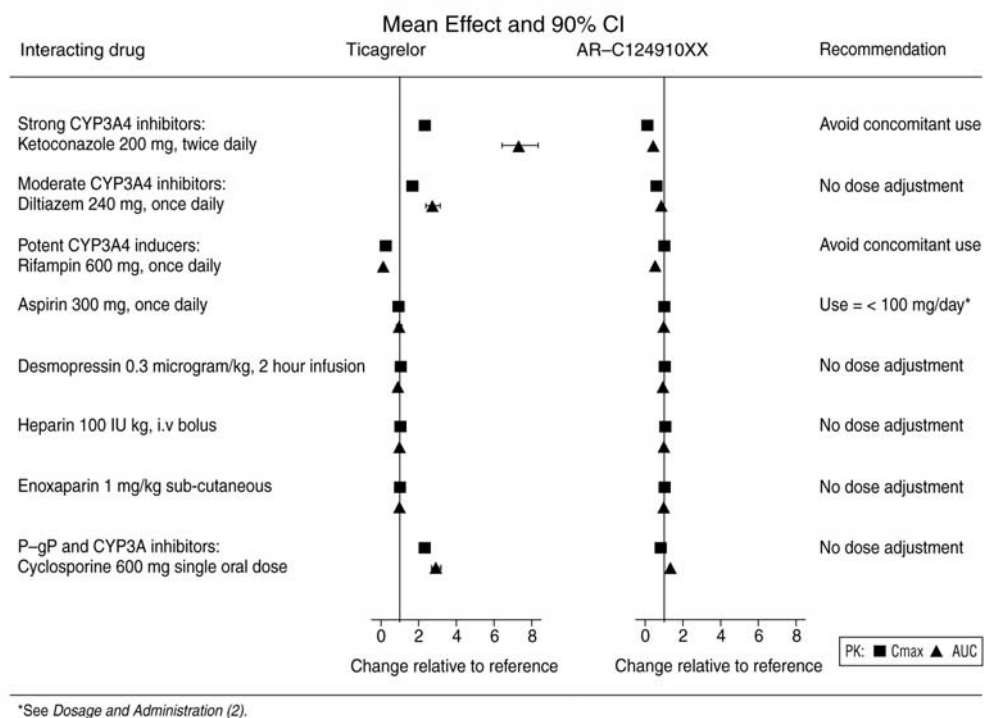 Mean Effect and 90% CI
Interacting drug Ticagrelor AR–C124910XX Recommendation
Strong CYP3A4 inhibitors: Avoid concomitant use
Ketoconazole 200 mg, twice daily
Moderate CYP3A4 inhibitors: No dose adjustment
Diltiazem 240 mg, once daily
Potent CYP3A4 inducers: Avoid concomitant use
Rifampin 600 mg, once daily
Aspirin 300 mg, once daily Use = < 100 mg/day*
Desmopressin 0.3 microgram/kg, 2 hour infusion No dose adjustment
Heparin 100 IU kg, i.v bolus No dose adjustment
Enoxaparin 1 mg/kg sub-cutaneous No dose adjustment
P–gP and CYP3A inhibitors: No dose adjustment
Cyclosporine 600 mg single oral dose
0 2 4 6 8 0 2 4 6 8
Change relative to reference Change relative to reference
PK: ■ Cmax ▲ AUC
*See Dosage and Administration (2).